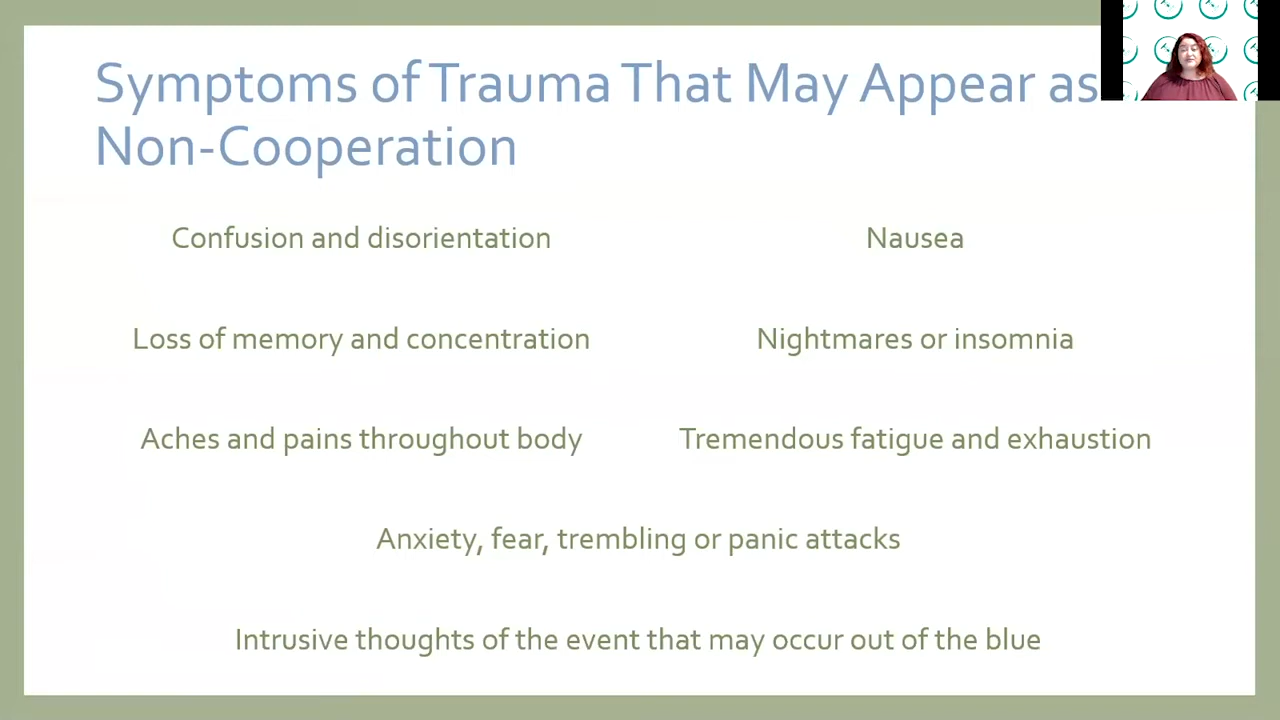 Symptoms of Trauma That May Appear as
Non-Cooperation
Confusion and disorientation
Nausea
Loss of memory and concentration
Nightmares or insomnia
Aches and pains throughout body
Tremendous fatigue and exhaustion
Anxiety, fear, trembling or panic attacks
Intrusive thoughts of the event that may occur out of the blue